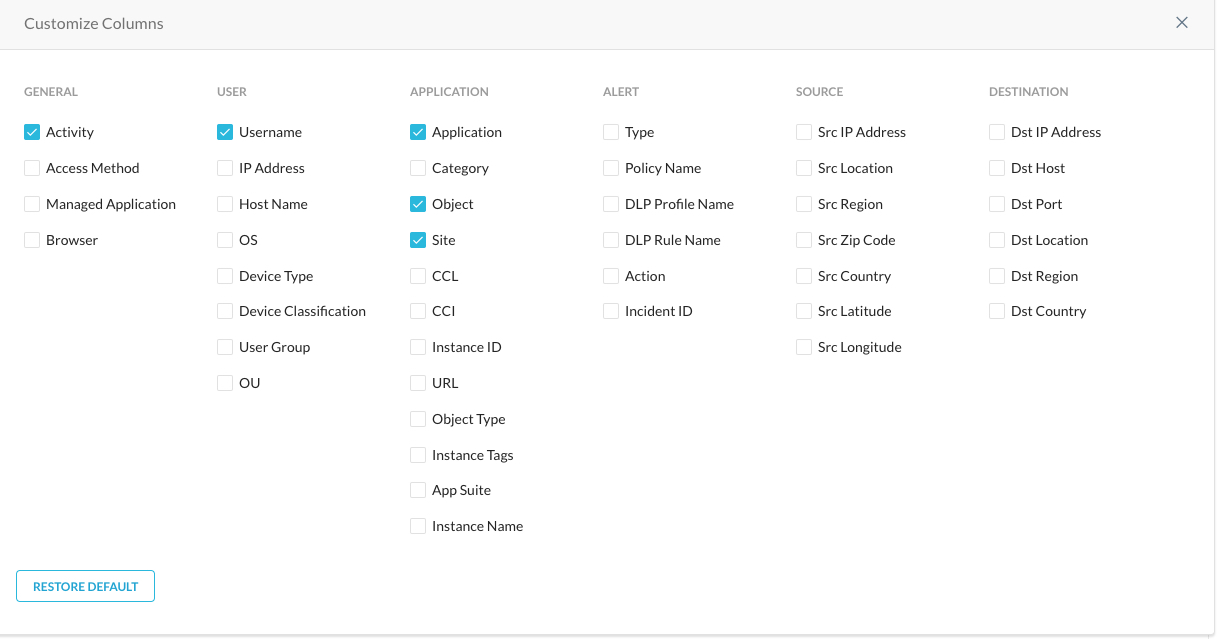 Customize Columns
GENERAL
Activity
Access Method
Managed Application
Browser
USER
Username
IP Address
Host Name
OS
Device Type
Device Classification
User Group
OU
APPLICATION
Application
Category
Object
Site
CCL
CCI
Instance ID
URL
Object Type
Instance Tags
App Suite
Instance Name
ALERT
Type
Policy Name
DLP Profile Name
DLP Rule Name
Action
Incident ID
SOURCE
Src IP Address
Src Location
Src Region
Src Zip Code
Src Country
Src Latitude
Src Longitude
DESTINATION
Dst IP Address
Dst Host
Dst Port
Dst Location
Dst Region
Dst Country
RESTORE DEFAULT